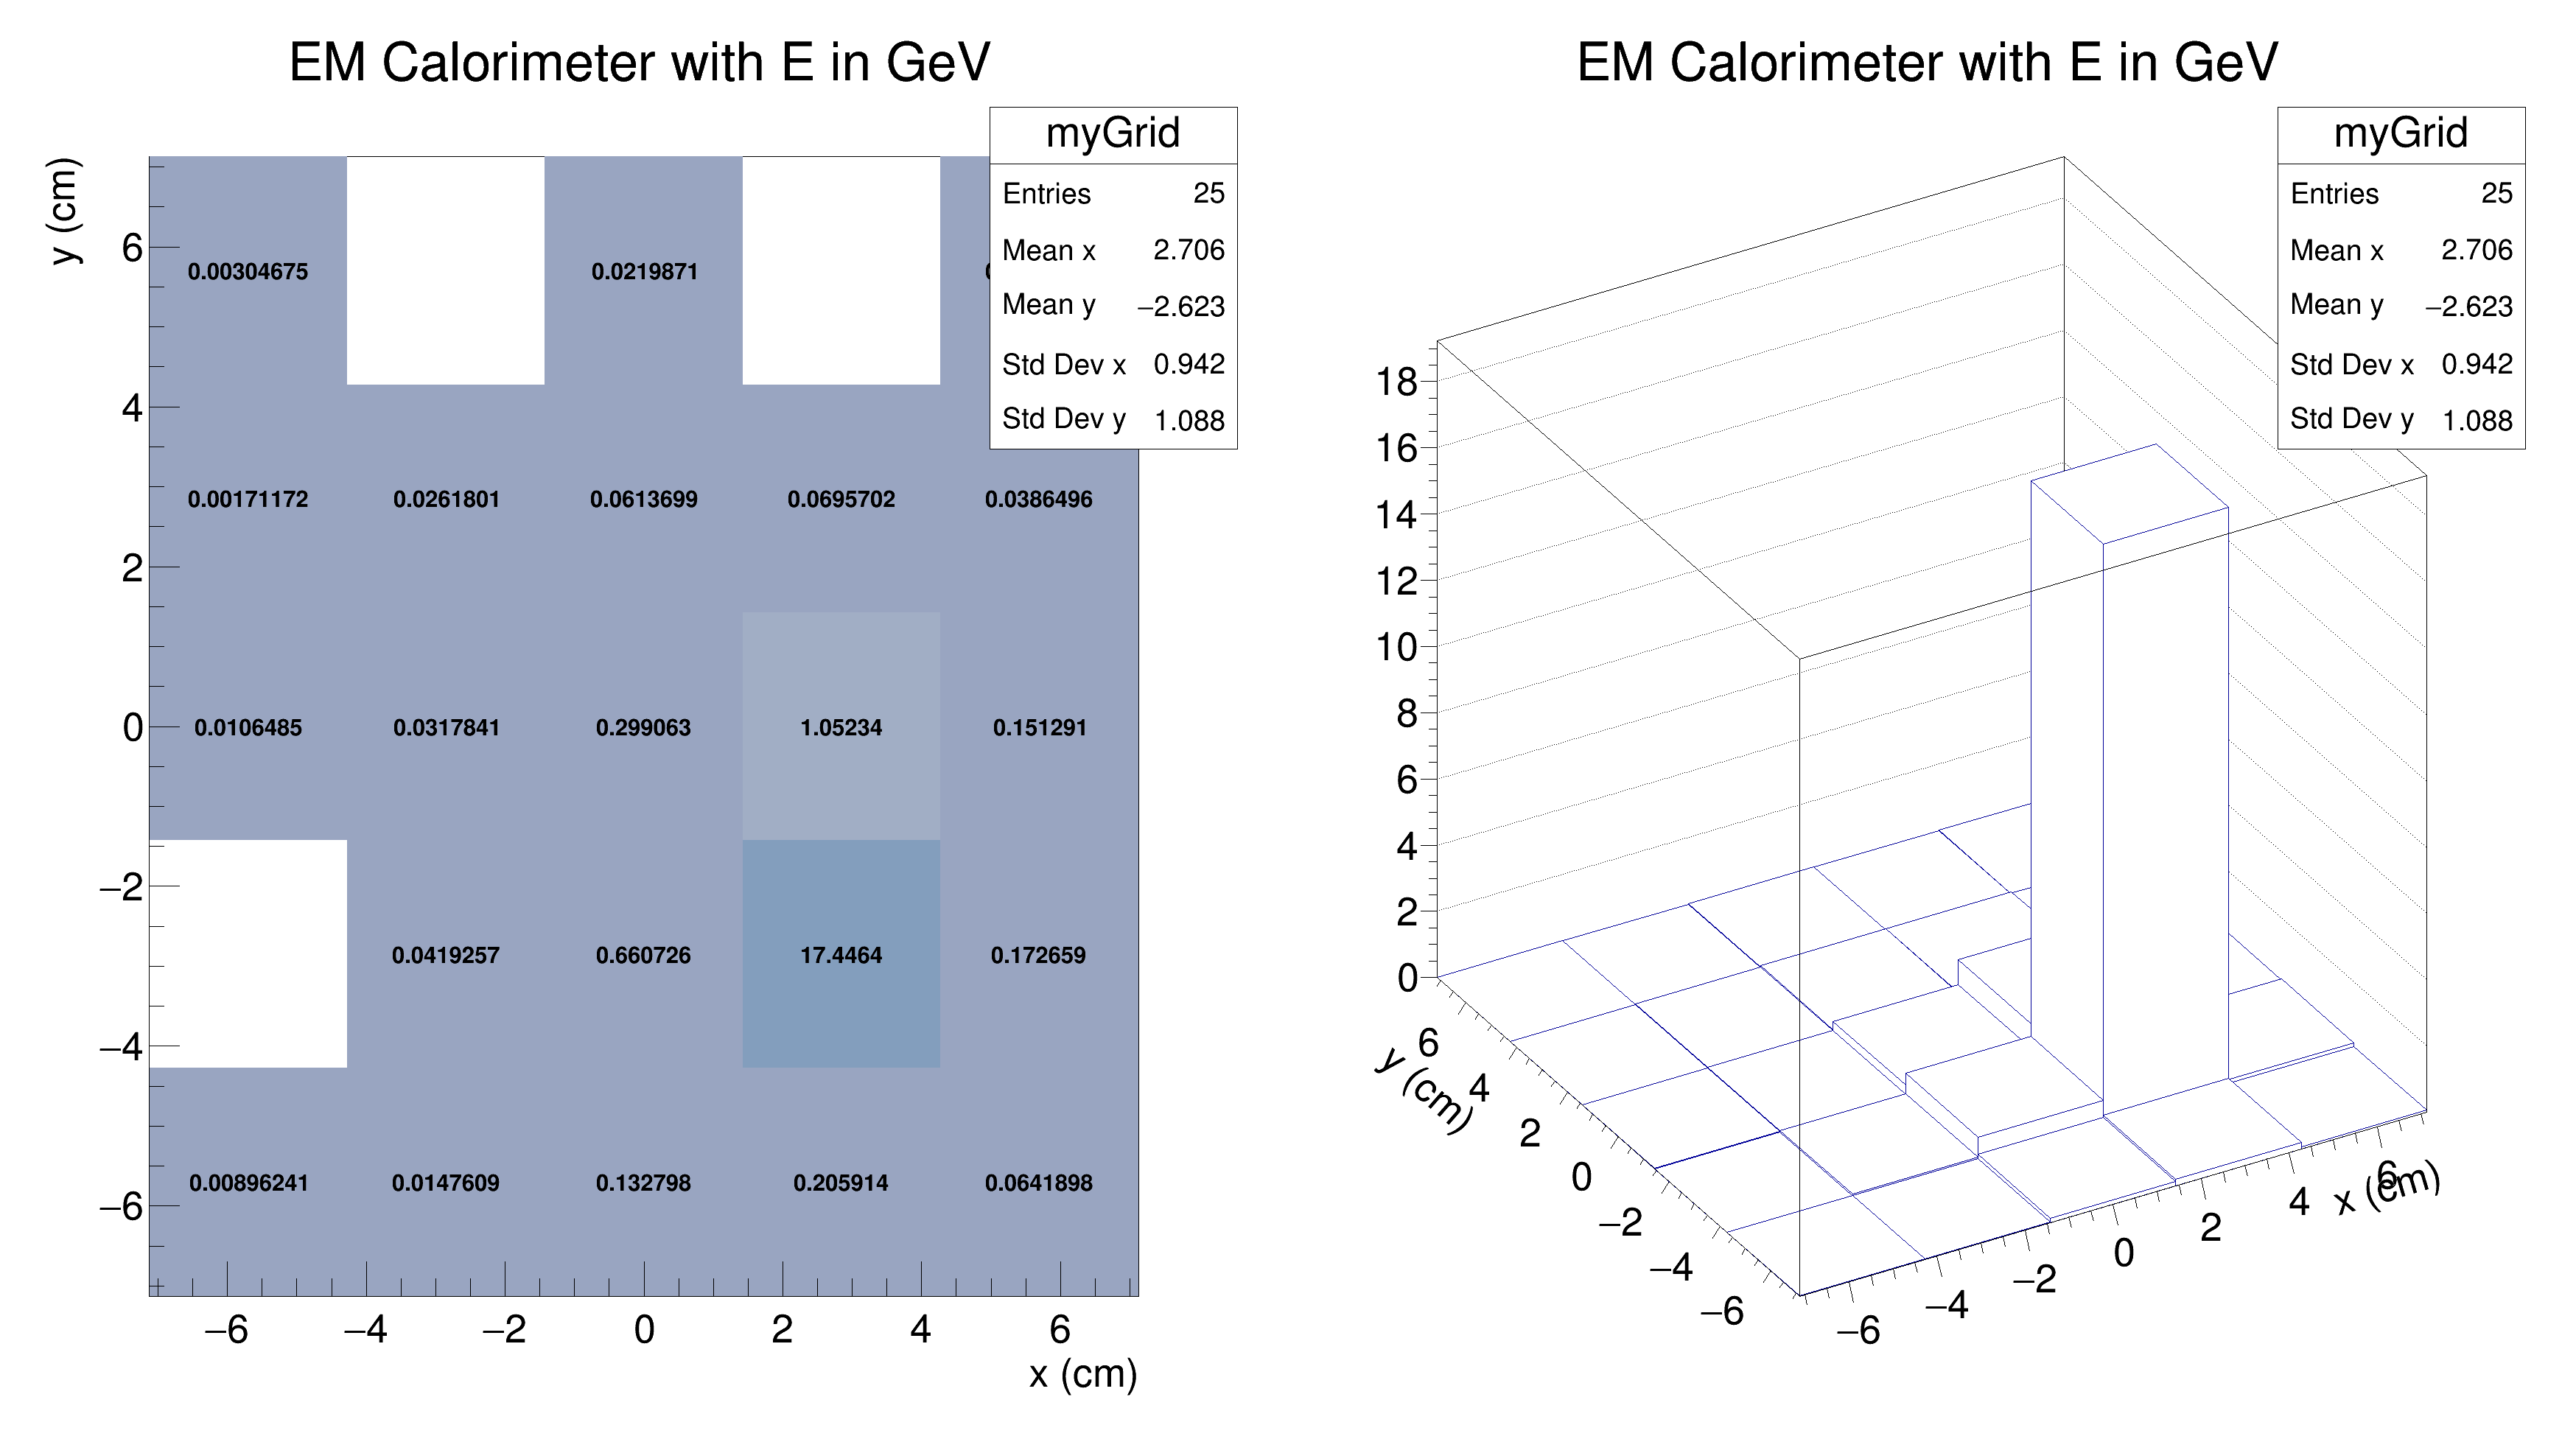 EM Calorimeter with E in GeV
myGrid
Entries 25
Mean x 2.706
Mean y −2.623
Std Dev x 0.942
Std Dev y 1.088
y (cm)
6
4
2
0
−2
−4
−6
0.00304675 0.0219871
0.00171172 0.0261801 0.0613699 0.0695702 0.0386496
0.0106485 0.0317841 0.299063 1.05234 0.151291
0.0419257 0.660726 17.4464 0.172659
0.00896241 0.0147609 0.132798 0.205914 0.0641898
−6 −4 −2 0 2 4 6
x (cm)
EM Calorimeter with E in GeV
myGrid
Entries 25
Mean x 2.706
Mean y −2.623
Std Dev x 0.942
Std Dev y 1.088
18
16
14
12
10
8
6
4
2
0
6
4
2
0
−2
−4
−6
y (cm)
−6
−4
−2
0
2
4
6
x (cm)